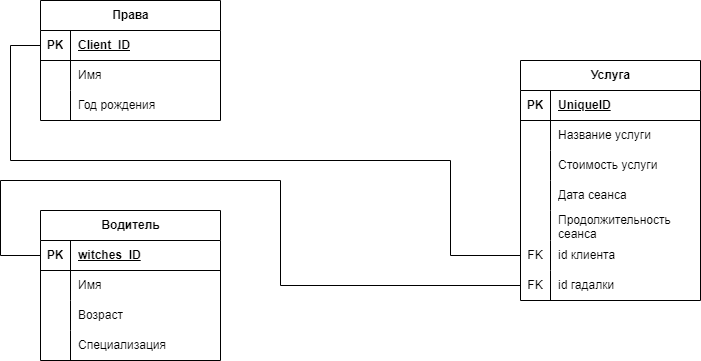 Права
PK Client_ID
Имя
Год рождения
Услуга
PK UniqueID
Название услуги
Стоимость услуги
Дата сеанса
Продолжительность
сеанса
FK id клиента
FK id гадалки
Водитель
PK witches_ID
Имя
Возраст
Специализация